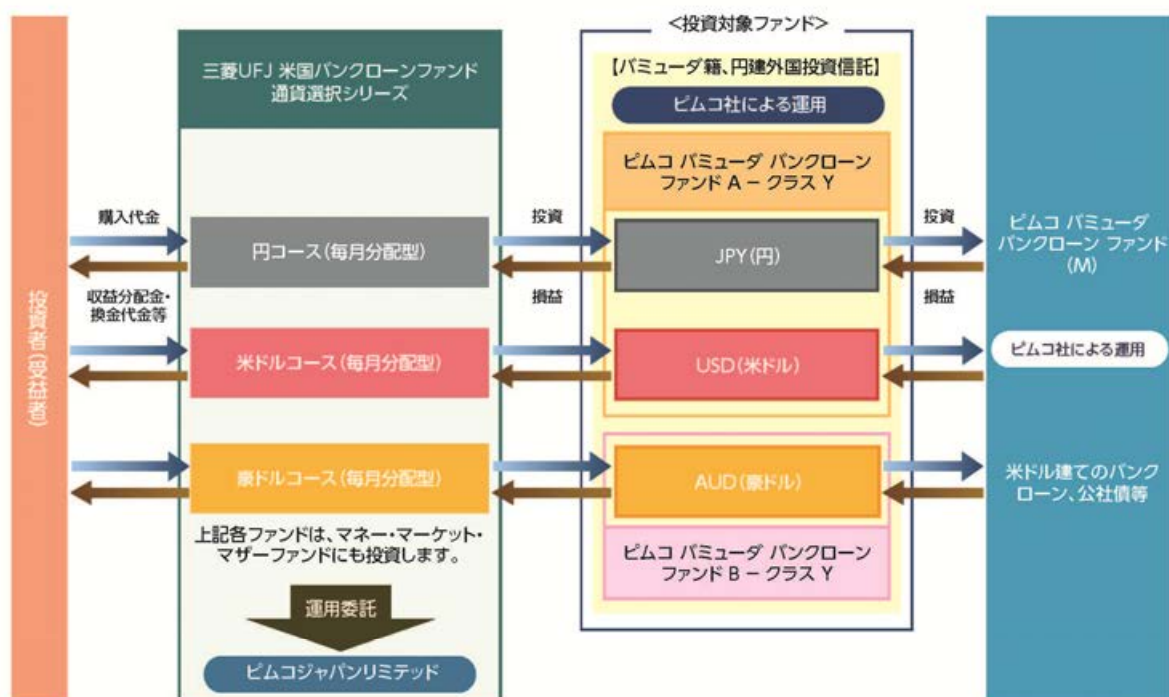 投資者(受益者)
購入代金
収益分配金・
換金代金等
三菱UFJ 米国バンクローンファンド
通貨選択シリーズ
円コース(毎月分配型)
米ドルコース(毎月分配型)
豪ドルコース(毎月分配型)
上記各ファンドは、マネー・マーケット・
マザーファンドにも投資します。
運用委託
ピムコジャパンリミテッド
投資
損益
<投資対象ファンド>
【バミューダ籍、円建外国投資信託】
ピムコ社による運用
ピムコ バミューダ バンクローン
ファンド A − クラス Y
JPY(円)
USD(米ドル)
AUD(豪ドル)
ピムコ バミューダ バンクローン
ファンド B − クラス Y
投資
損益
ピムコ バミューダ
バンクローン ファンド
(M)
ピムコ社による運用
米ドル建てのバンク
ローン、公社債等